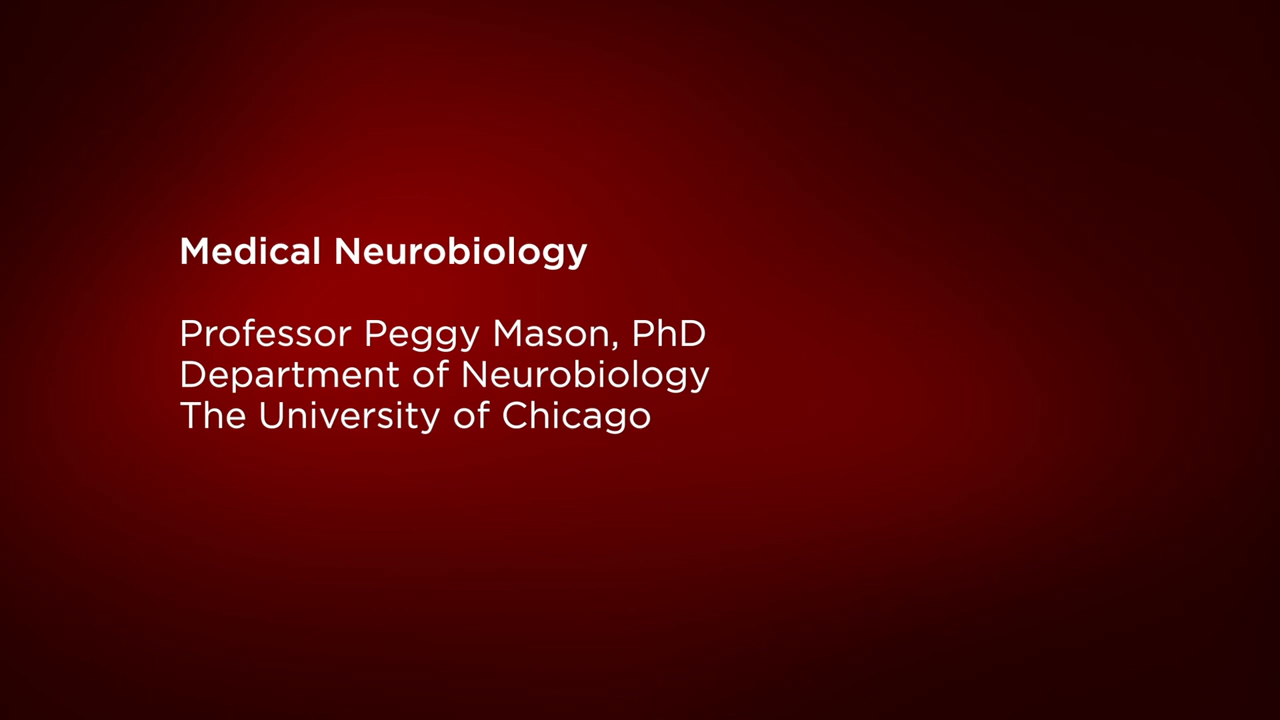 Medical Neurobiology
Professor Peggy Mason, PhD
Department of Neurobiology
The University of Chicago